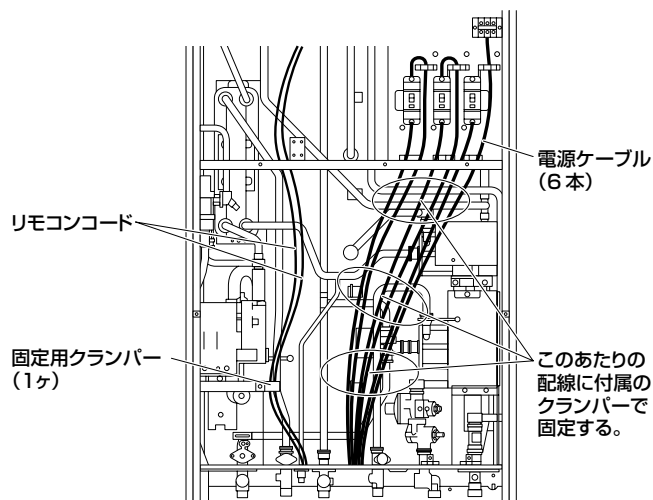 電源ケーブル
（6本）
リモコンコード
固定用クランパー
（1ヶ）
このあたりの
配線に付属の
クランパーで
固定する。